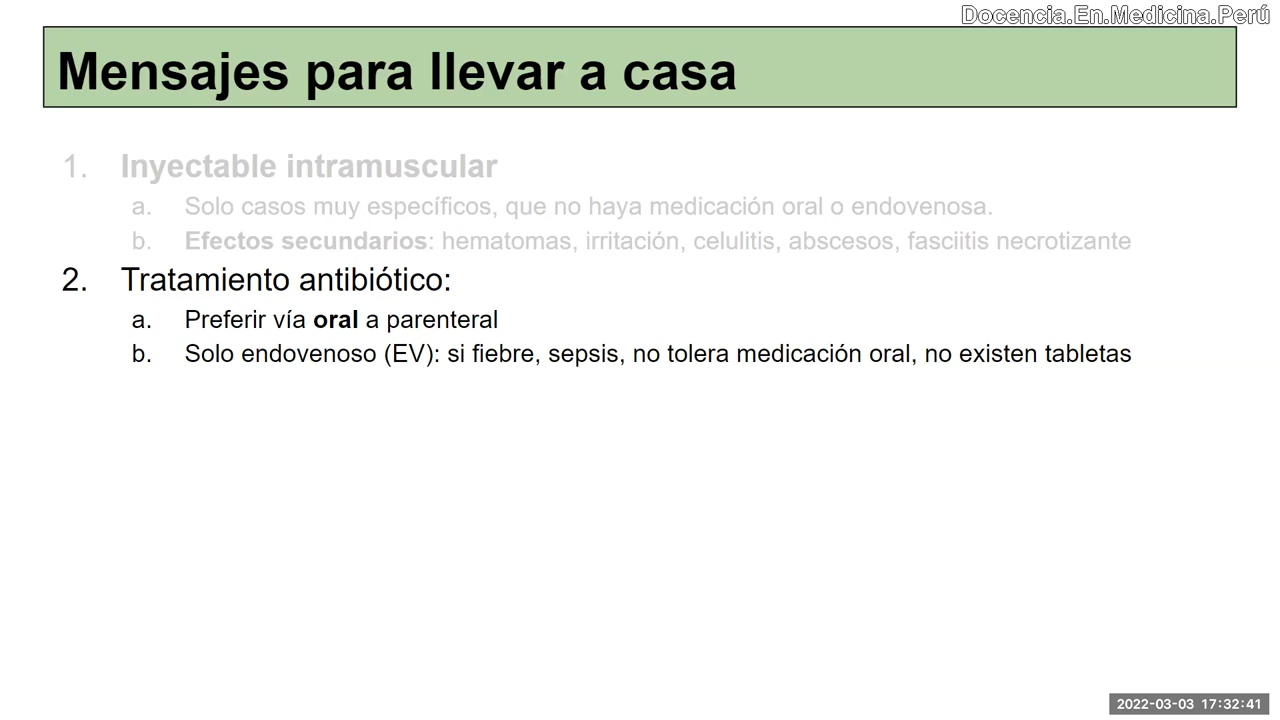 Docencia.En.Medicina.Perú
Mensajes para llevar a casa
1. Inyectable intramuscular
a. Solo casos muy específicos, que no haya medicación oral o endovenosa.
b. Efectos secundarios: hematomas, irritación, celulitis, abscesos, fasciitis necrotizante
2. Tratamiento antibiótico:
a. Preferir vía oral a parenteral
b. Solo endovenoso (EV): si fiebre, sepsis, no tolera medicación oral, no existen tabletas
2022-03-03 17:32:41